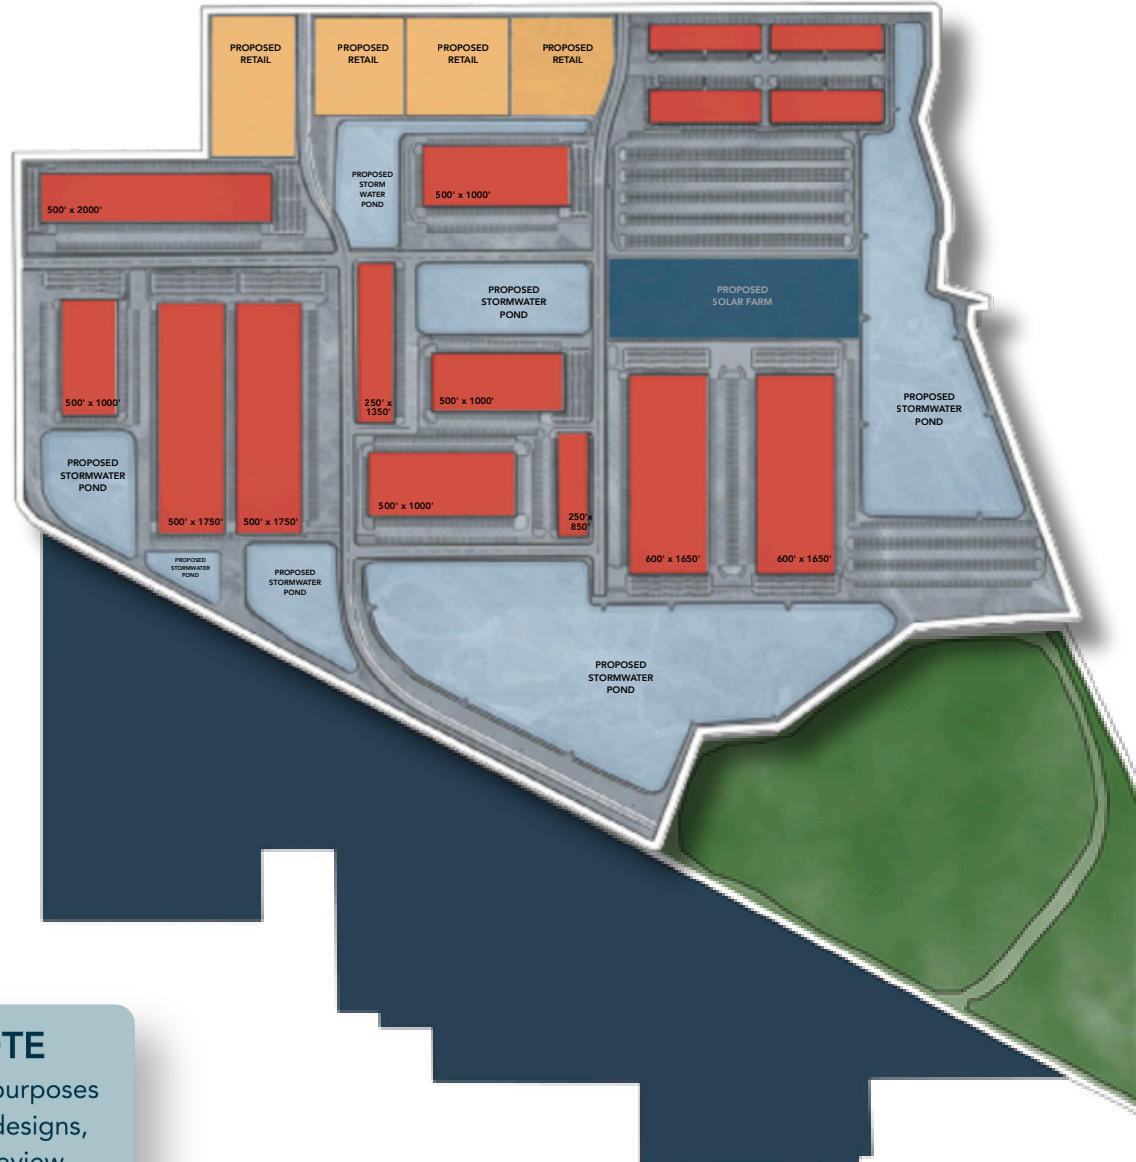 PROPOSED
RETAIL
PROPOSED
RETAIL
PROPOSED
RETAIL
PROPOSED
RETAIL
PROPOSED
STORM
WATER
POND
500' x 1000'
500' x 2000'
PROPOSED
STORMWATER
POND
PROPOSED
SOLAR FARM
500' x 1000'
250' x
1350'
500' x 1000'
PROPOSED
STORMWATER
POND
PROPOSED
STORMWATER
POND
500' x 1750'
500' x 1750'
500' x 1000'
250'x
850'
600' x 1650'
600' x 1650'
PROPOSED
STORMWATER
POND
PROPOSED
STORMWATER
POND
PROPOSED
STORMWATER
POND
TE
purposes
designs,